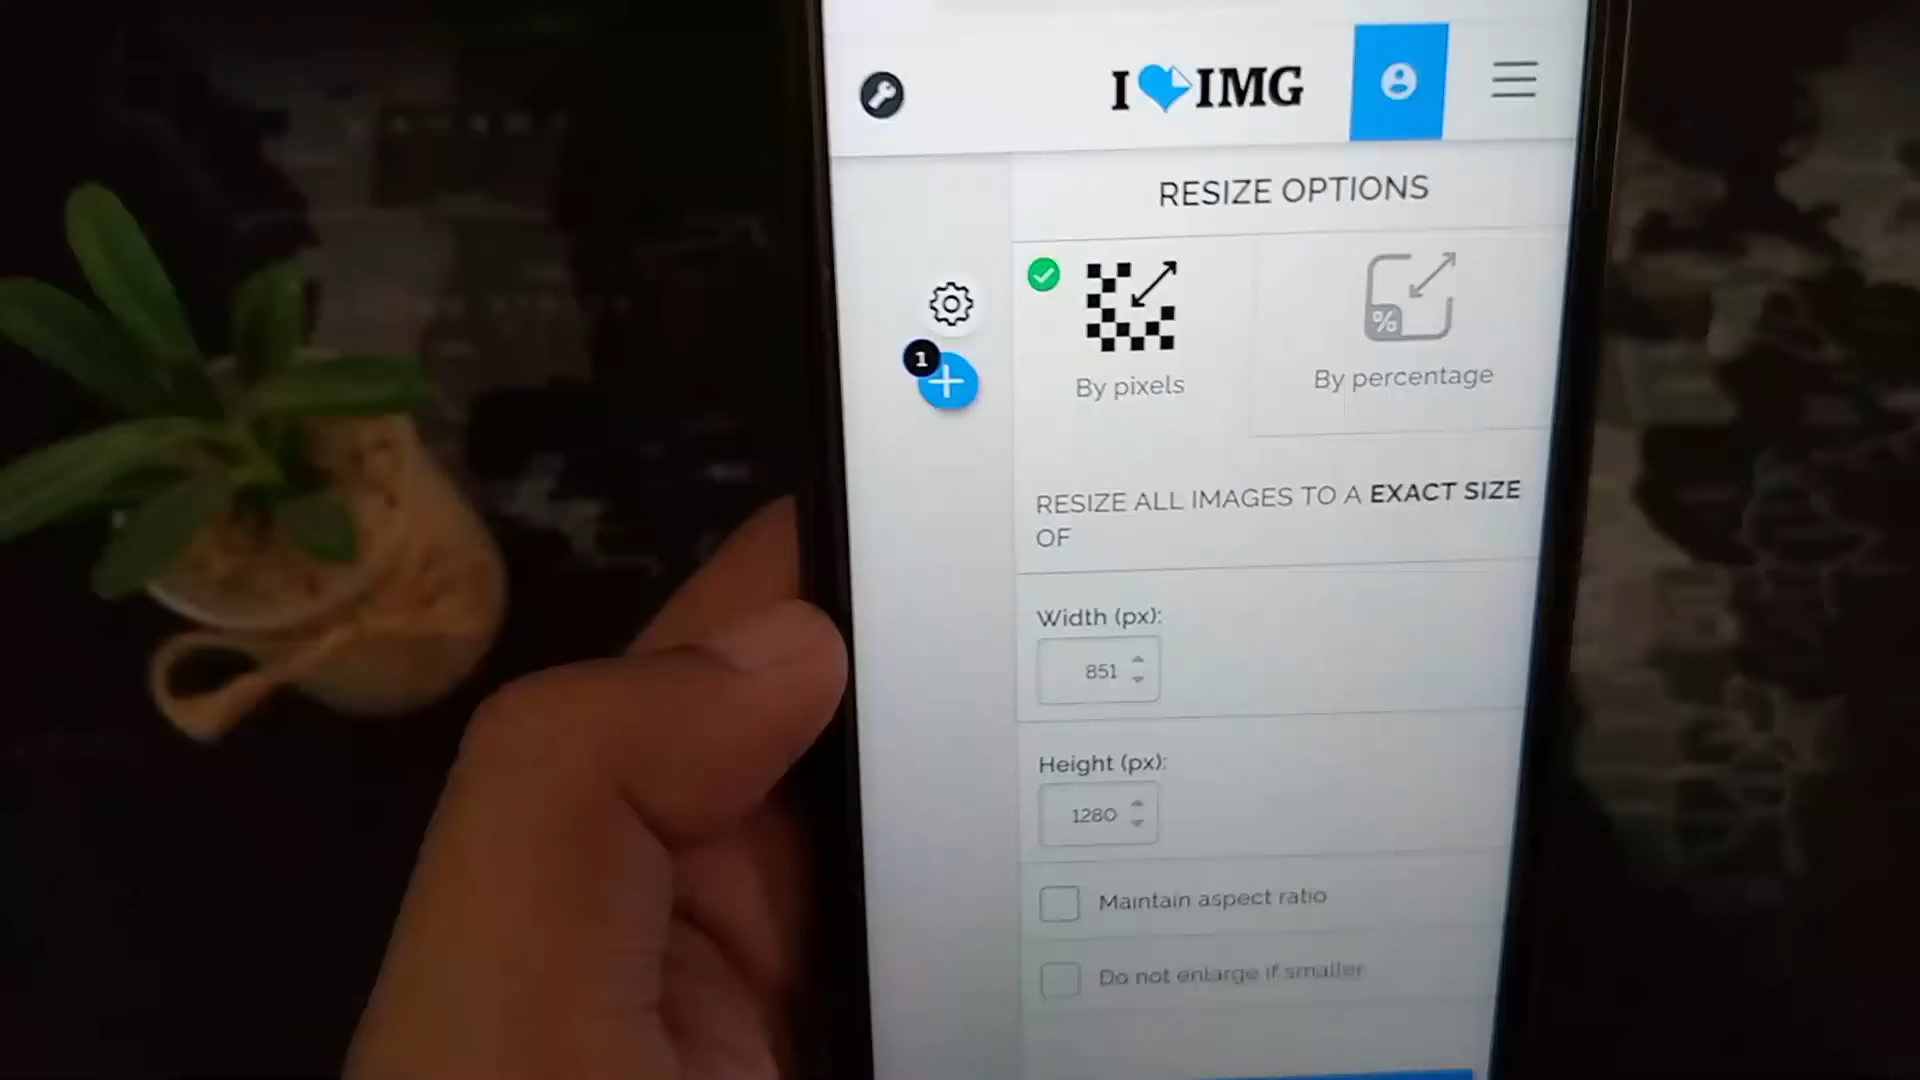 I IMG
RESIZE OPTIONS
1
%
By pixels
By percentage
RESIZE ALL IMAGES TO A EXACT SIZE
OF
Width (px):
851
Height (px):
1280
Maintain aspect ratio
Do not enlarge if smaller